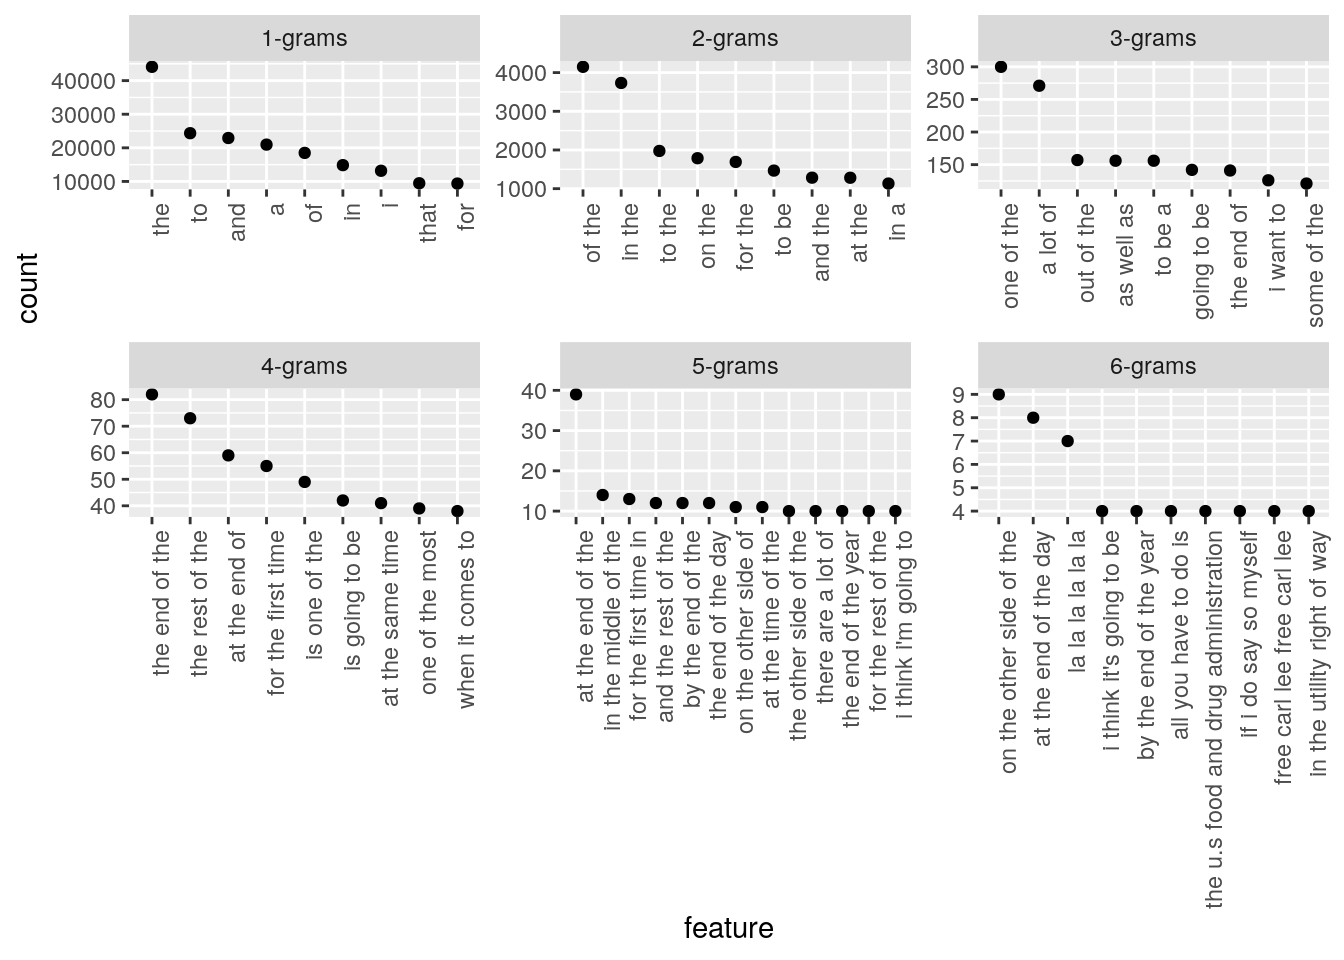 1-grams
2-grams
3-grams
40000
30000
20000
10000
the
to
and
a
of
in
i
that
for
4000
3000
2000
1000
of the
in the
to the
on the
for the
to be
and the
at the
in a
300
250
200
150
one of the
a lot of
out of the
as well as
to be a
going to be
the end of
i want to
some of the
count
4-grams
5-grams
6-grams
80
70
60
50
40
the end of the
the rest of the
at the end of
for the first time
is one of the
is going to be
at the same time
one of the most
when it comes to
40
30
20
10
at the end of the
in the middle of the
for the first time in
and the rest of the
by the end of the
the end of the day
on the other side of
at the time of the
the other side of the
there are a lot of
the end of the year
for the rest of the
i think i'm going to
9
8
7
6
5
4
on the other side of the
at the end of the day
la la la la la la
i think it's going to be
by the end of the year
all you have to do is
the u.s food and drug administration
if i do say so myself
free carl lee free carl lee
in the utility right of way
feature